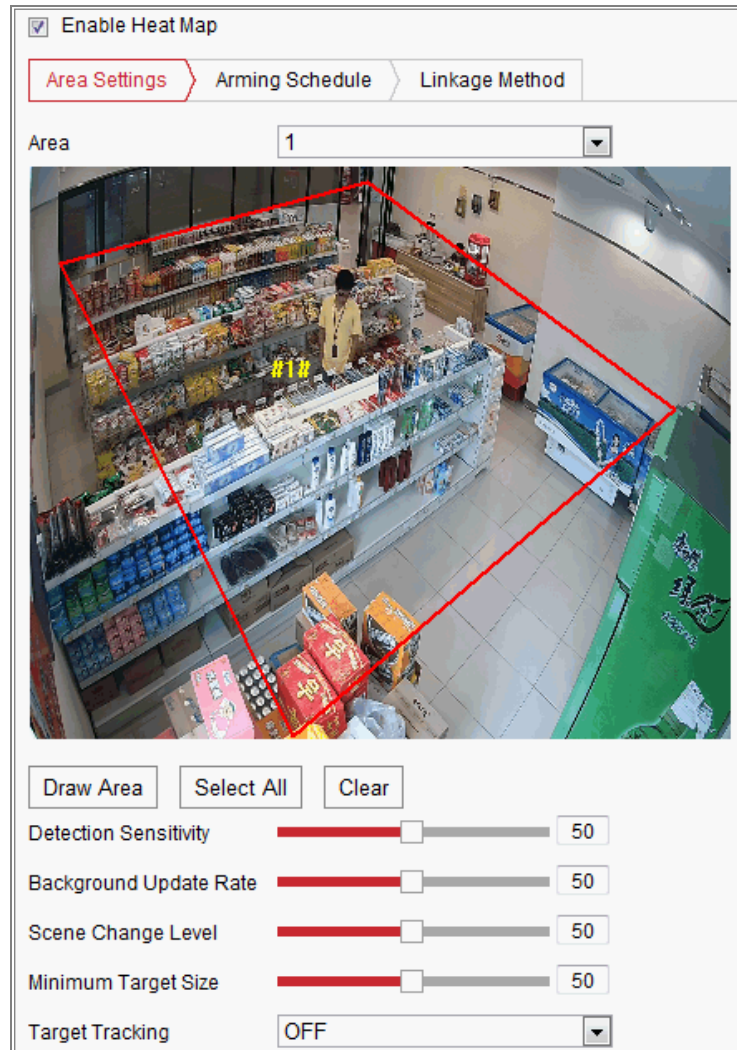 Enable Heat Map
Area Settings Arming Schedule Linkage Method
Area 1
#1#
Draw Area Select All Clear
Detection Sensitivity 50
Background Update Rate 50
Scene Change Level 50
Minimum Target Size 50
Target Tracking OFF